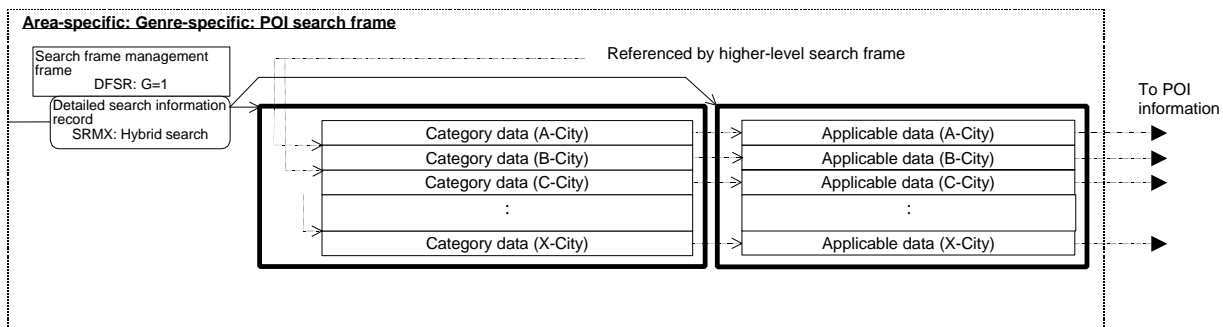 Area-specific: Genre-specific: POI search frame
Search frame management
frame
DFSR: G=1
Referenced by higher-level search frame
Detailed search information
record
SRMX: Hybrid search
To POI
information
Category data (A-City)
Applicable data (A-City)
Category data (B-City)
Applicable data (B-City)
Category data (C-City)
Applicable data (C-City)
:
:
Category data (X-City)
Applicable data (X-City)